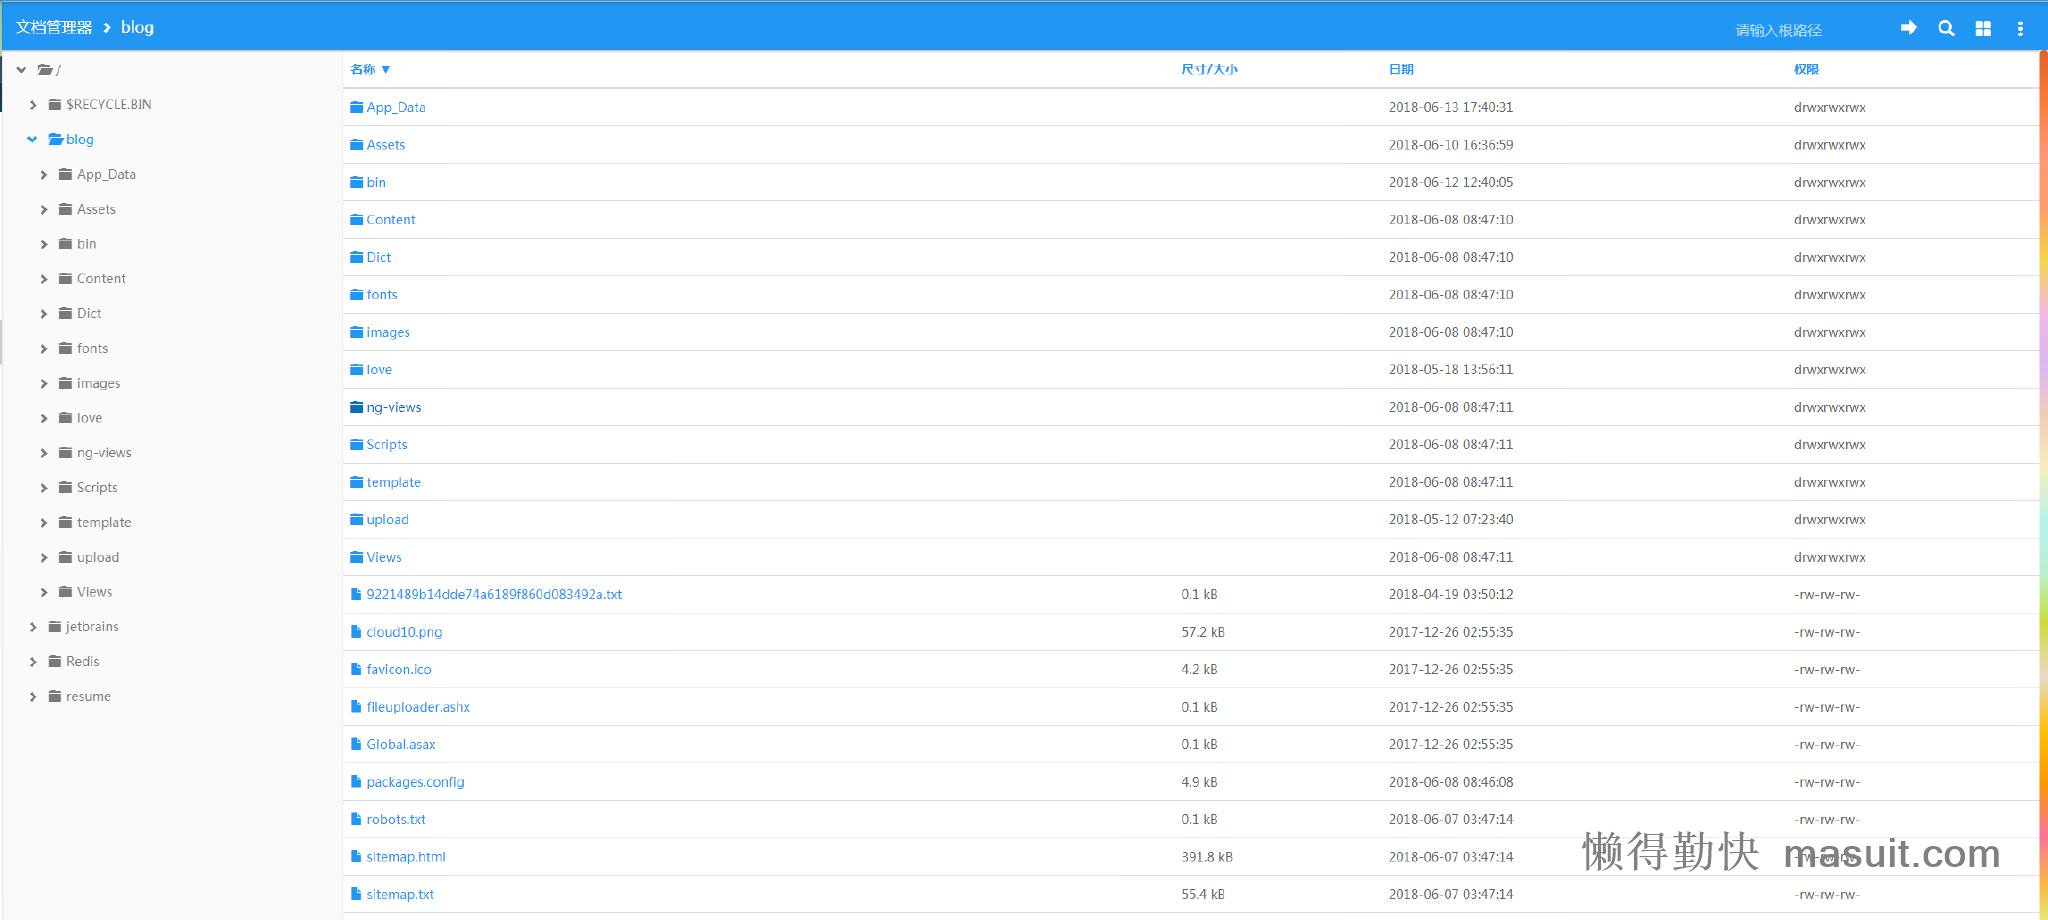 文档管理器 blog 请输入根路径
/
$RECYCLE.BIN
blog
App_Data
Assets
bin
Content
Dict
fonts
images
love
ng-views
Scripts
template
upload
Views
jetbrains
Redis
resume
名称 ▼ 尺寸/大小 日期 权限
App_Data 2018-06-13 17:40:31 drwxrwxrwx
Assets 2018-06-10 16:36:59 drwxrwxrwx
bin 2018-06-12 12:40:05 drwxrwxrwx
Content 2018-06-08 08:47:10 drwxrwxrwx
Dict 2018-06-08 08:47:10 drwxrwxrwx
fonts 2018-06-08 08:47:10 drwxrwxrwx
images 2018-06-08 08:47:10 drwxrwxrwx
love 2018-05-18 13:56:11 drwxrwxrwx
ng-views 2018-06-08 08:47:11 drwxrwxrwx
Scripts 2018-06-08 08:47:11 drwxrwxrwx
template 2018-06-08 08:47:11 drwxrwxrwx
upload 2018-05-12 07:23:40 drwxrwxrwx
Views 2018-06-08 08:47:11 drwxrwxrwx
9221489b14dde74a6189f860d083492a.txt 0.1 kB 2018-04-19 03:50:12 -rw-rw-rw-
cloud10.png 57.2 kB 2017-12-26 02:55:35 -rw-rw-rw-
favicon.ico 4.2 kB 2017-12-26 02:55:35 -rw-rw-rw-
fileuploader.ashx 0.1 kB 2017-12-26 02:55:35 -rw-rw-rw-
Global.asax 0.1 kB 2017-12-26 02:55:35 -rw-rw-rw-
packages.config 4.9 kB 2018-06-08 08:46:08 -rw-rw-rw-
robots.txt 0.1 kB 2018-06-07 03:47:14 -rw-rw-rw-
sitemap.html 391.8 kB 2018-06-07 03:47:14 -rw-rw-rw-
懒得勤快 masuit.com
sitemap.txt 55.4 kB 2018-06-07 03:47:14 -rw-rw-rw-